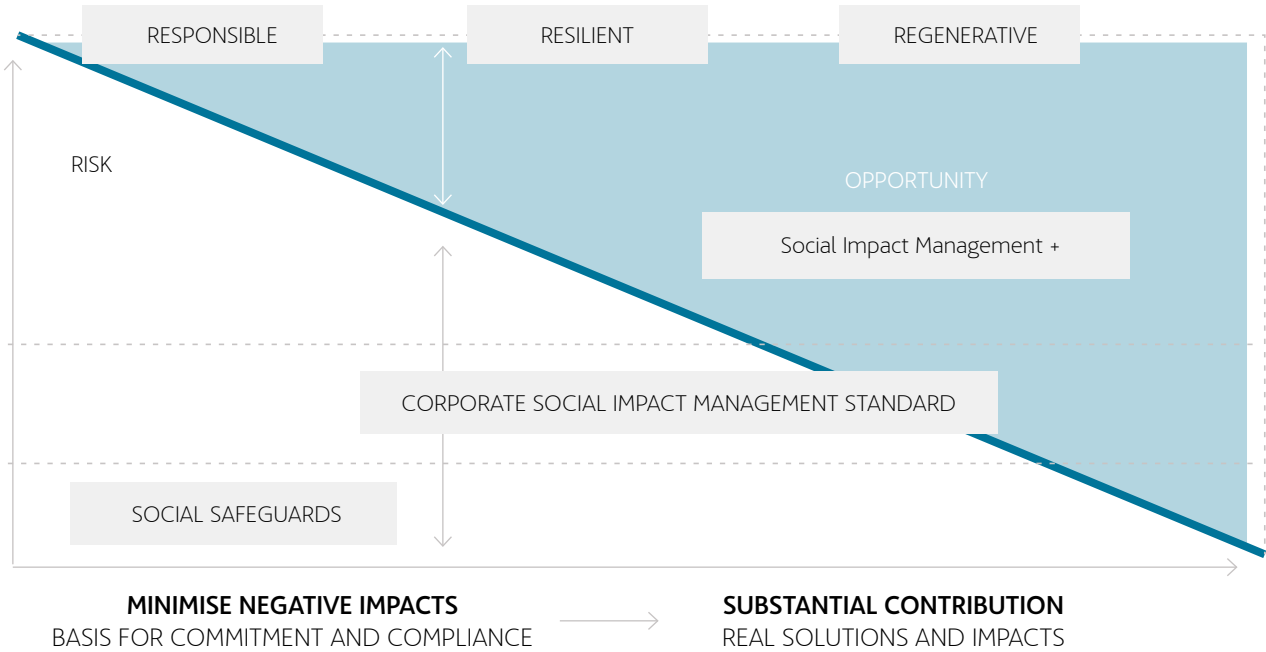 RESPONSIBLE
RESILIENT
REGENERATIVE
RISK
OPPORTUNITY
Social Impact Management +
CORPORATE SOCIAL IMPACT MANAGEMENT STANDARD
SOCIAL SAFEGUARDS
MINIMISE NEGATIVE IMPACTS
BASIS FOR COMMITMENT AND COMPLIANCE
SUBSTANTIAL CONTRIBUTION
REAL SOLUTIONS AND IMPACTS